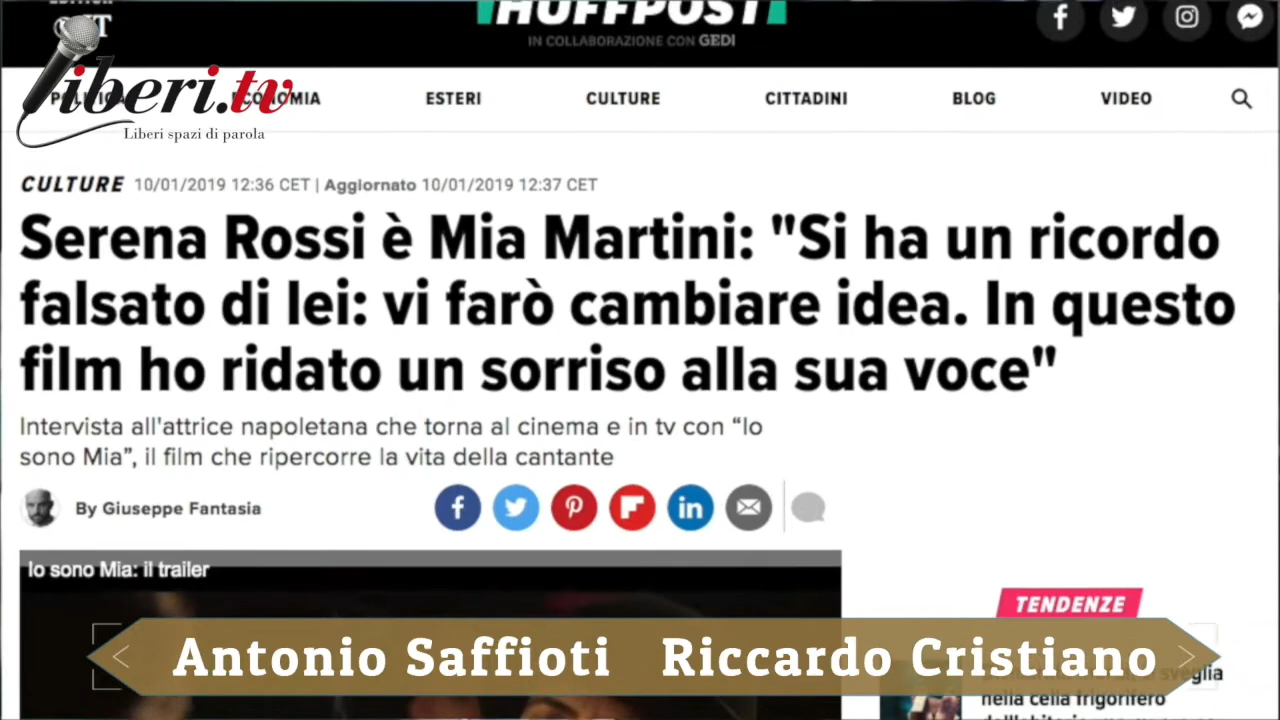 HUFFPOST
IN COLLABORAZIONE CON GEDI
liberi.tv
Liberi spazi di parola
ESTERI
CULTURE
CITTADINI
BLOG
VIDEO
CULTURE 10/01/2019 12:36 CET | Aggiornato 10/01/2019 12:37 CET
Serena Rossi è Mia Martini: "Si ha un ricordo
falsato di lei: vi farò cambiare idea. In questo
film ho ridato un sorriso alla sua voce"
Intervista all'attrice napoletana che torna al cinema e in tv con “Io
sono Mia”, il film che ripercorre la vita della cantante
By Giuseppe Fantasia
Io sono Mia: il trailer
TENDENZE
Antonio Saffioti Riccardo Cristiano
nella cella frigorifero